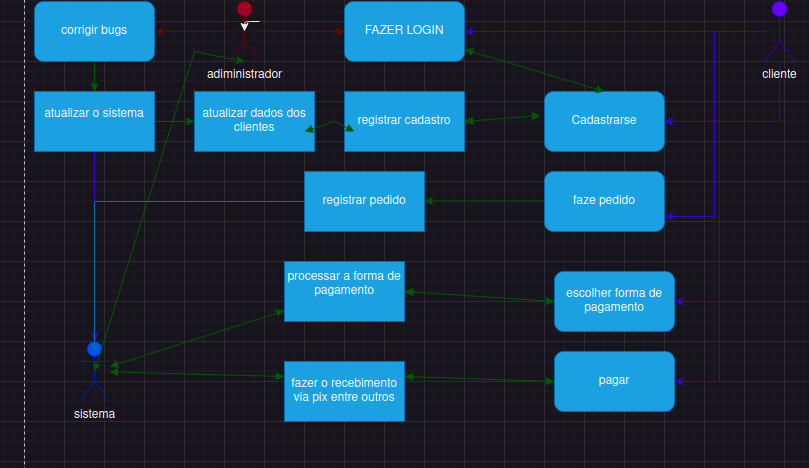 corrigir bugs
FAZER LOGIN
adiministrador
cliente
atualizar o sistema
atualizar dados dos
clientes
registrar cadastro
Cadastrarse
registrar pedido
faze pedido
processar a forma de
pagamento
escolher forma de
pagamento
fazer o recebimento
via pix entre outros
pagar
sistema